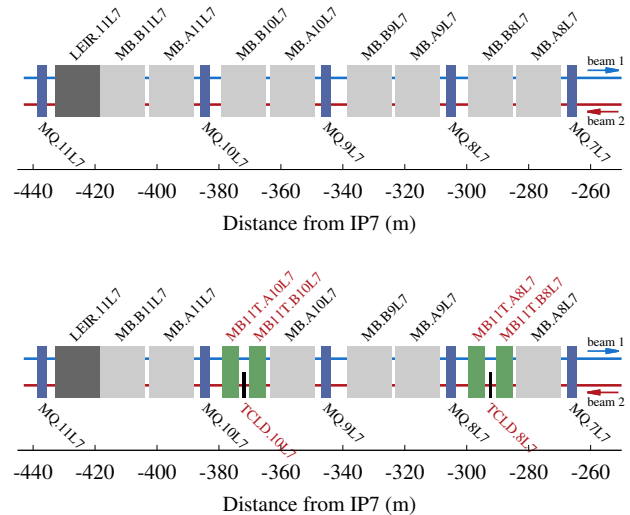 LEIR.11L7 MB.B11L7 MB.A11L7 MB.B10L7 MB.A10L7 MB.B9L7 MB.A9L7 MB.B8L7 MB.A8L7
beam 1
beam 2
MQ.11L7 MQ.10L7 MQ.9L7 MQ.8L7 MQ.7L7
-440 -420 -400 -380 -360 -340 -320 -300 -280 -260
Distance from IP7 (m)
LEIR.11L7 MB.B11L7 MB.A11L7 MB11T.A10L7 MB11T.B10L7 MB.A10L7 MB.B9L7 MB.A9L7 MB11T.A8L7 MB11T.B8L7 MB.A8L7
beam 1
beam 2
MQ.11L7 MQ.10L7 TCLD.10L7 MQ.9L7 MQ.8L7 TCLD.8L7 MQ.7L7
-440 -420 -400 -380 -360 -340 -320 -300 -280 -260
Distance from IP7 (m)